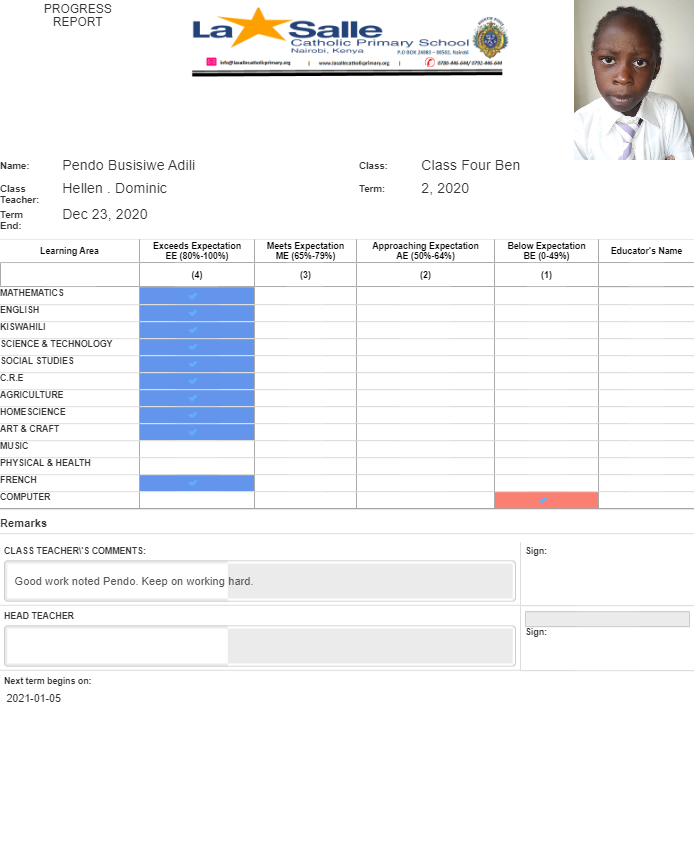 PROGRESS
REPORT
La Salle
Catholic Primary School
Nairobi, Kenya
P.O BOX 24083 – 00502, Nairobi
info@lasallecatholicprimary.org | www.lasallecatholicprimary.org | 0780-446-644/ 0792-446-644
Name: Pendo Busisiwe Adili Class: Class Four Ben
Class Teacher: Hellen . Dominic Term: 2, 2020
Term End: Dec 23, 2020
Learning Area Exceeds Expectation EE (80%-100%) Meets Expectation ME (65%-79%) Approaching Expectation AE (50%-64%) Below Expectation BE (0-49%) Educator's Name
(4) (3) (2) (1)
MATHEMATICS
ENGLISH
KISWAHILI
SCIENCE & TECHNOLOGY
SOCIAL STUDIES
C.R.E
AGRICULTURE
HOMESCIENCE
ART & CRAFT
MUSIC
PHYSICAL & HEALTH
FRENCH
COMPUTER
Remarks
CLASS TEACHER\'S COMMENTS: Sign:
Good work noted Pendo. Keep on working hard.
HEAD TEACHER
Sign:
Next term begins on:
2021-01-05